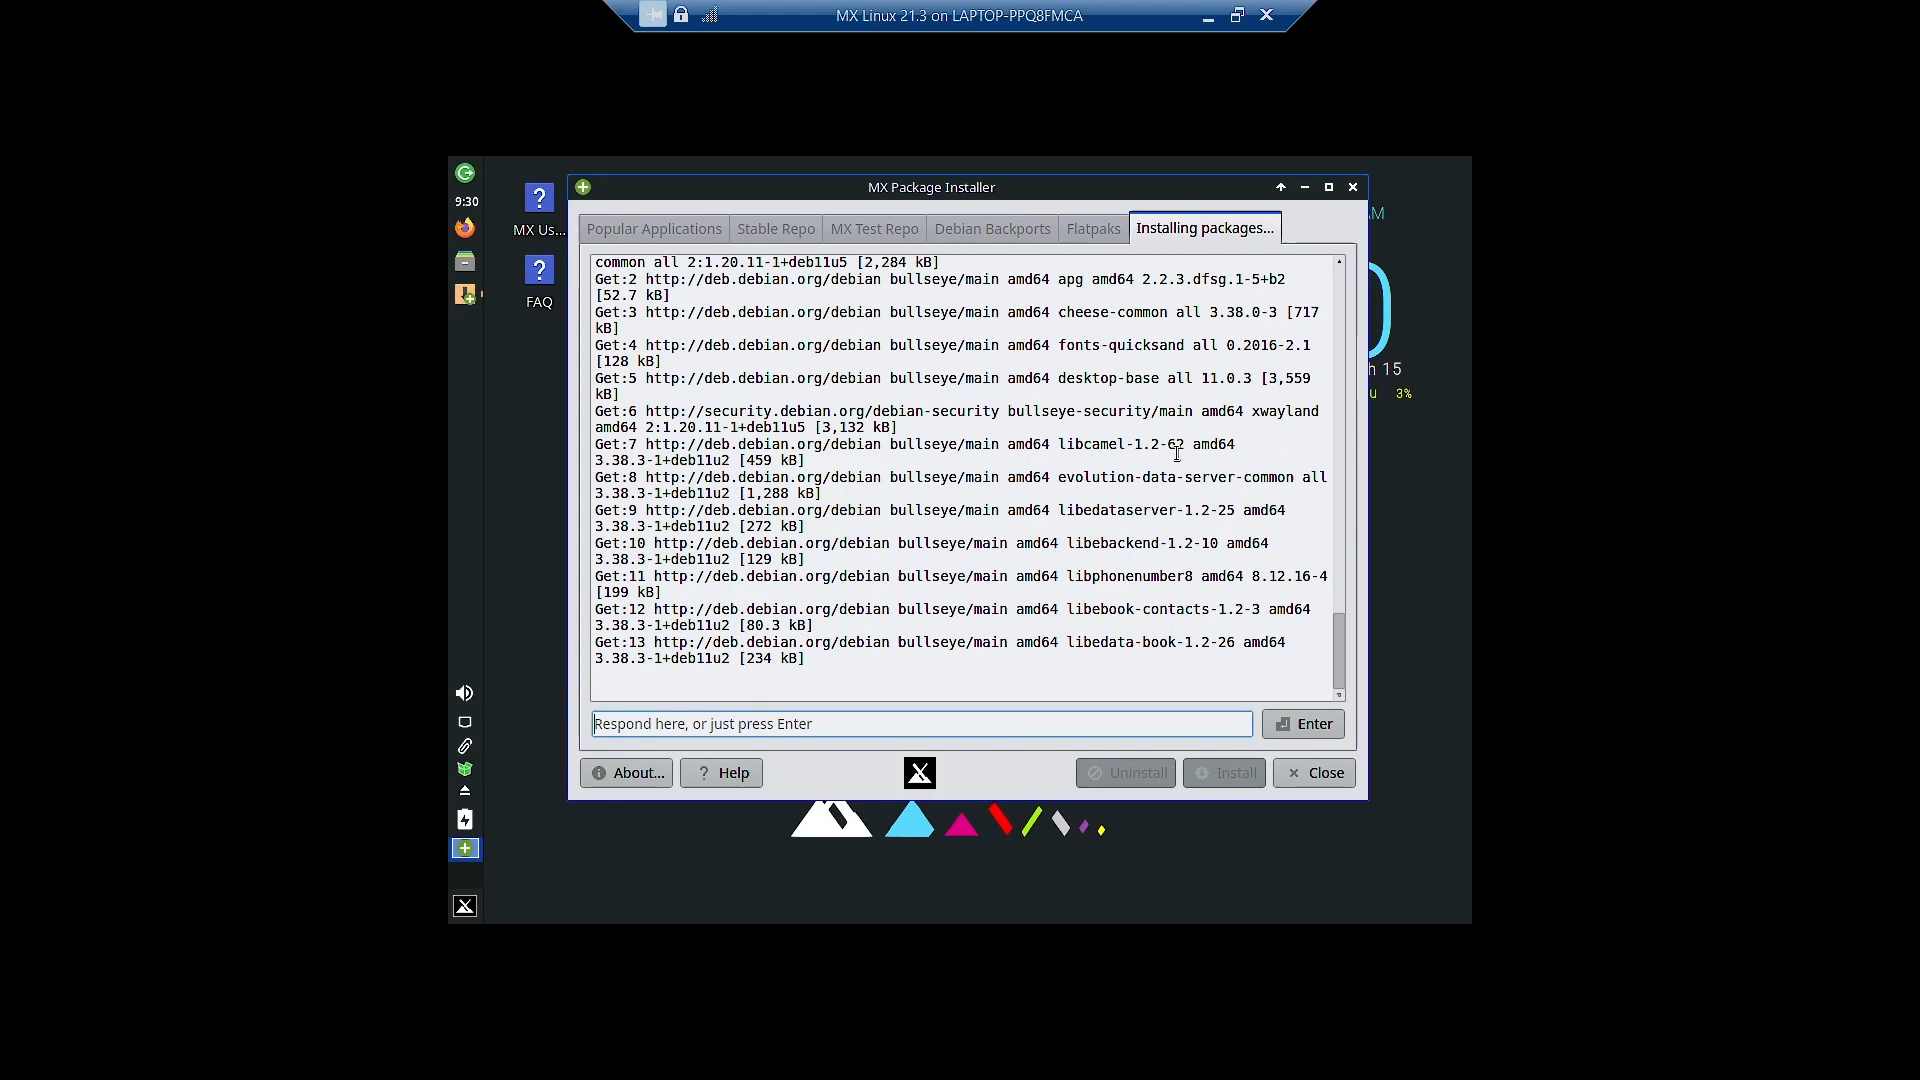 MX Linux 21.3 on LAPTOP-PPQ8FMCA
9:30
MX Us...
FAQ
MX Package Installer
Popular Applications
Stable Repo
MX Test Repo
Debian Backports
Flatpaks
Installing packages...
common all 2:1.20.11-1+deb11u5 [2,284 kB]
Get:2 http://deb.debian.org/debian bullseye/main amd64 apg amd64 2.2.3.dfsg.1-5+b2
[52.7 kB]
Get:3 http://deb.debian.org/debian bullseye/main amd64 cheese-common all 3.38.0-3 [717
kB]
Get:4 http://deb.debian.org/debian bullseye/main amd64 fonts-quicksand all 0.2016-2.1
[128 kB]
Get:5 http://deb.debian.org/debian bullseye/main amd64 desktop-base all 11.0.3 [3,559
kB]
Get:6 http://security.debian.org/debian-security bullseye-security/main amd64 xwayland
amd64 2:1.20.11-1+deb11u5 [3,132 kB]
Get:7 http://deb.debian.org/debian bullseye/main amd64 libcamel-1.2-62 amd64
3.38.3-1+deb11u2 [459 kB]
Get:8 http://deb.debian.org/debian bullseye/main amd64 evolution-data-server-common all
3.38.3-1+deb11u2 [1,288 kB]
Get:9 http://deb.debian.org/debian bullseye/main amd64 libedataserver-1.2-25 amd64
3.38.3-1+deb11u2 [272 kB]
Get:10 http://deb.debian.org/debian bullseye/main amd64 libebackend-1.2-10 amd64
3.38.3-1+deb11u2 [129 kB]
Get:11 http://deb.debian.org/debian bullseye/main amd64 libphonenumber8 amd64 8.12.16-4
[199 kB]
Get:12 http://deb.debian.org/debian bullseye/main amd64 libebook-contacts-1.2-3 amd64
3.38.3-1+deb11u2 [80.3 kB]
Get:13 http://deb.debian.org/debian bullseye/main amd64 libedata-book-1.2-26 amd64
3.38.3-1+deb11u2 [234 kB]
Respond here, or just press Enter
Enter
About...
Help
Uninstall
Install
Close
AM
h 15
u 3%